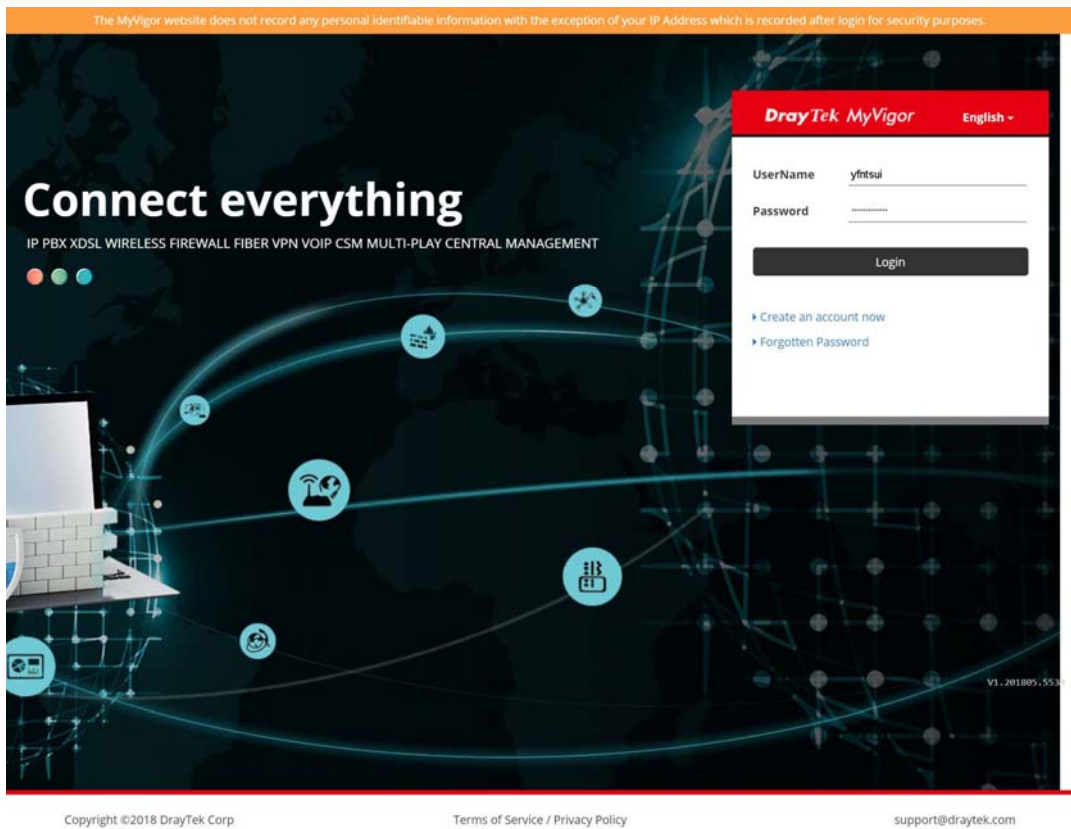 The MyVigor website does not record any personal identifiable information with the exception of your IP Address which is recorded after login for security purposes.
DrayTek MyVigor English
UserName yfntsui
Password
Login
Create an account now
Forgotten Password
Connect everything
IP PBX XDSL WIRELESS FIREWALL FIBER VPN VOIP CSM MULTI-PLAY CENTRAL MANAGEMENT
Copyright ©2018 DrayTek Corp Terms of Service / Privacy Policy support@draytek.com